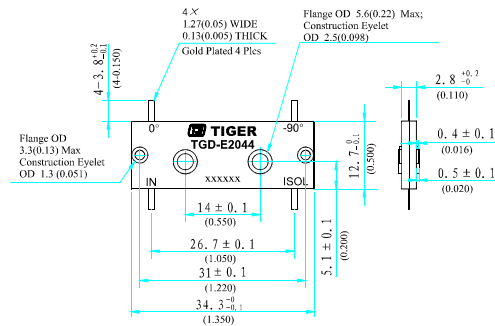 4×
1.27(0.05) WIDE
0.13(0.005) THICK
Gold Plated 4 Plcs
Flange OD 5.6(0.22) Max;
Construction Eyelet
OD 2.5(0.098)
4-3.8+0.2-0.1
(4-0.150)
2.8+0.2-0
(0.110)
0° -90°
TIGER
TGD-E2044
Flange OD
3.3(0.13) Max
Construction Eyelet
OD 1.3 (0.051)
IN XXXXXX ISOL
12.7 0-0.1
(0.500)
0.4±0.1
(0.016)
0.5±0.1
(0.020)
14±0.1
(0.550)
5.1±0.1
(0.200)
26.7±0.1
(1.050)
31±0.1
(1.220)
34.3-0-0.1
(1.350)